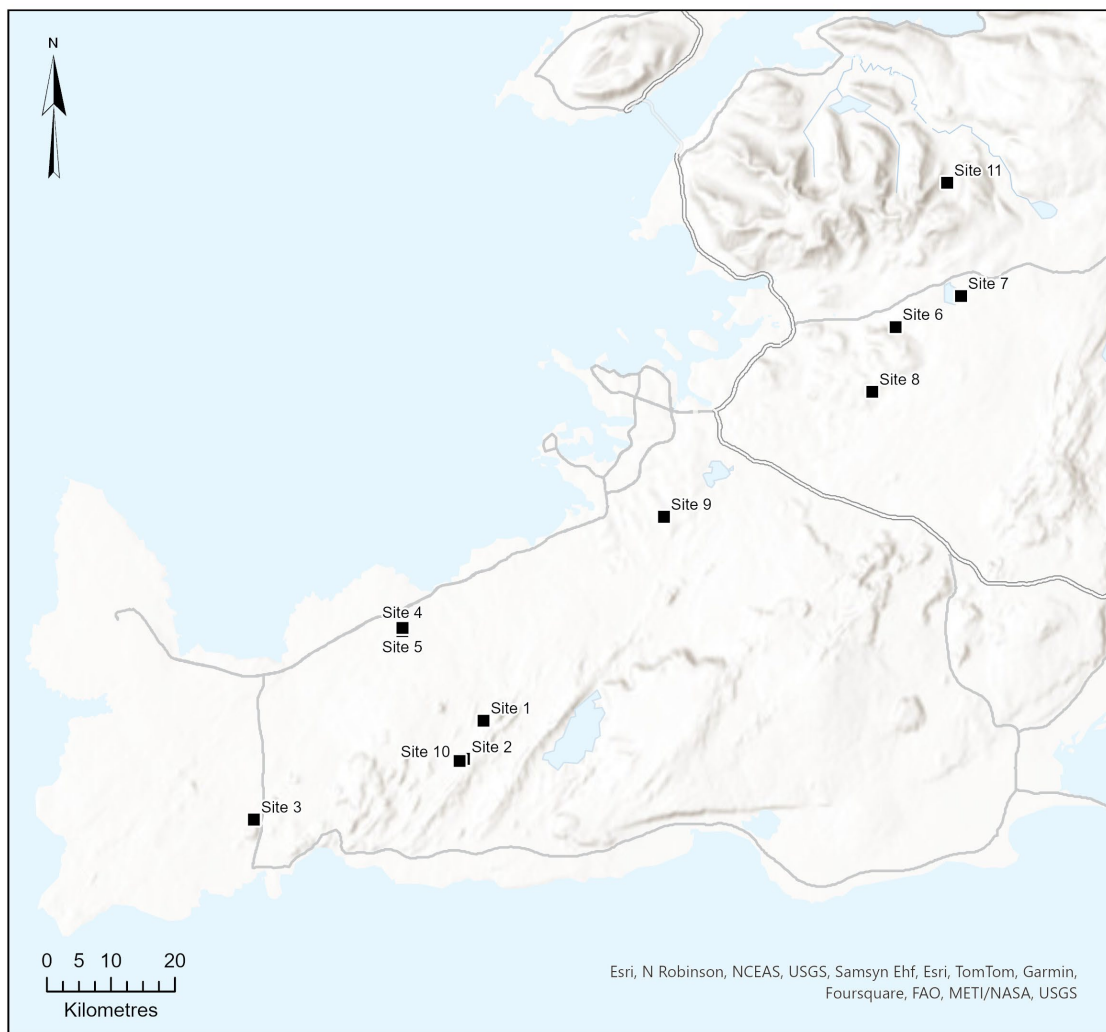 N
Site 11
Site 7
Site 6
Site 8
Site 9
Site 4
Site 5
Site 1
Site 10
Site 2
Site 3
0 5 10 20
Kilometres
Esri, N Robinson, NCEAS, USGS, Samsyn Ehf, Esri, TomTom, Garmin,
Foursquare, FAO, METI/NASA, USGS